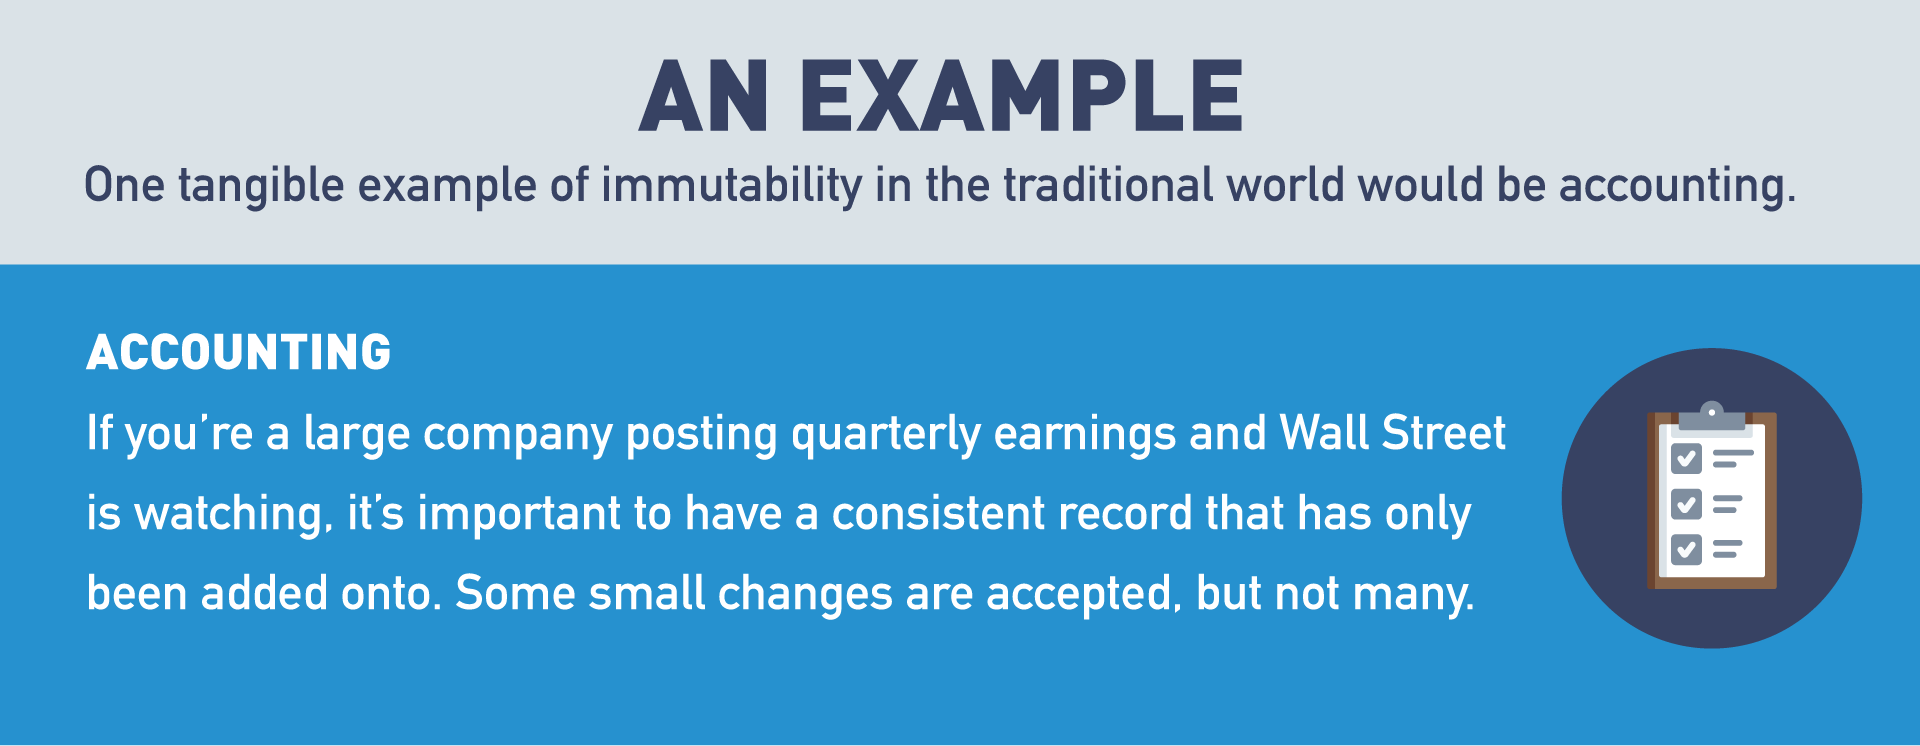 AN EXAMPLE
One tangible example of immutability in the traditional world would be accounting.
ACCOUNTING
If you’re a large company posting quarterly earnings and Wall Street
is watching, it’s important to have a consistent record that has only
been added onto. Some small changes are accepted, but not many.